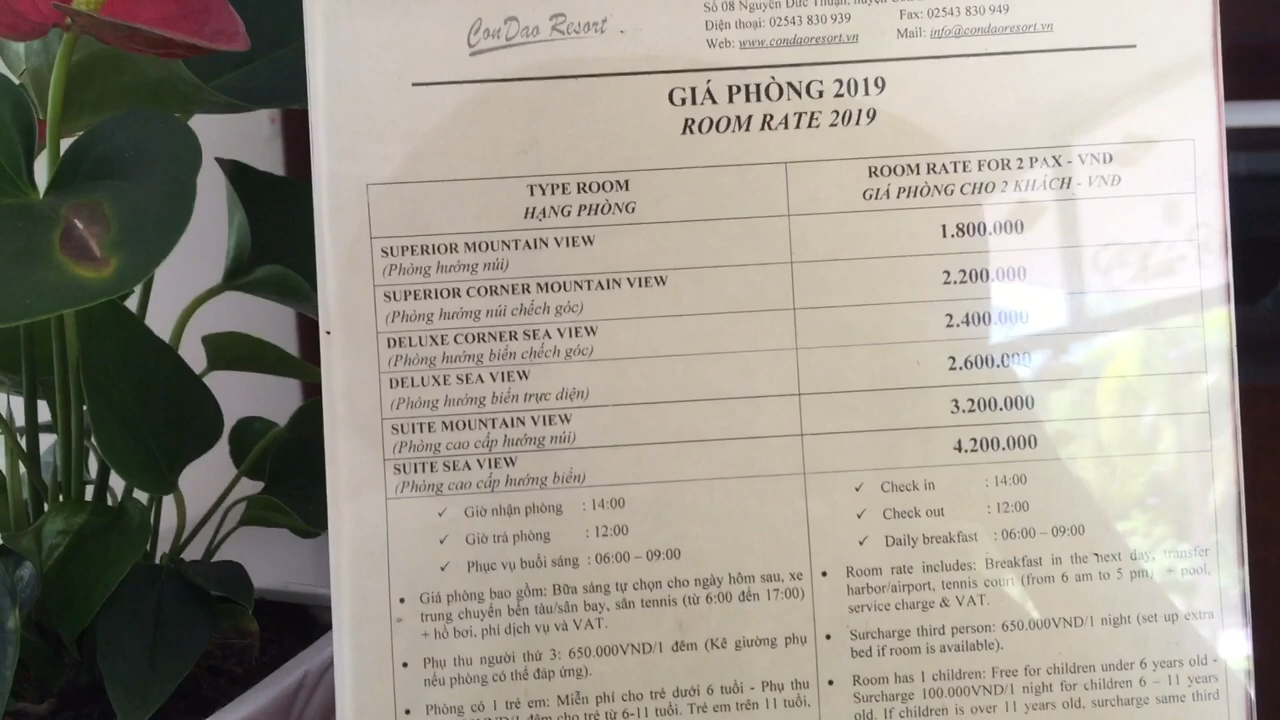 ConDao Resort
Số 08 Nguyễn Đức Thuận, huyện
Điện thoại: 02543 830 939 Fax: 02543 830 949
Web: www.condaoresort.vn Mail: info@condaoresort.vn
GIÁ PHÒNG 2019
ROOM RATE 2019
TYPE ROOM
HẠNG PHÒNG
ROOM RATE FOR 2 PAX - VND
GIÁ PHÒNG CHO 2 KHÁCH - VNĐ
SUPERIOR MOUNTAIN VIEW
(Phòng hướng núi)
1.800.000
SUPERIOR CORNER MOUNTAIN VIEW
(Phòng hướng núi chếch góc)
2.200.000
DELUXE CORNER SEA VIEW
(Phòng hướng biển chếch góc)
2.400.000
DELUXE SEA VIEW
(Phòng hướng biển trực diện)
2.600.000
SUITE MOUNTAIN VIEW
(Phòng cao cấp hướng núi)
3.200.000
SUITE SEA VIEW
(Phòng cao cấp hướng biển)
4.200.000
✓ Giờ nhận phòng : 14:00
✓ Giờ trả phòng : 12:00
✓ Phục vụ buổi sáng : 06:00 – 09:00
• Giá phòng bao gồm: Bữa sáng tự chọn cho ngày hôm sau, xe
trung chuyển bến tàu/sân bay, sân tennis (từ 6:00 đến 17:00)
+ hồ bơi, phí dịch vụ và VAT.
• Phụ thu người thứ 3: 650.000VND/1 đêm (Kê giường phụ
nếu phòng có thể đáp ứng).
• Phòng có 1 trẻ em: Miễn phí cho trẻ dưới 6 tuổi - Phụ thu
đêm cho trẻ từ 6-11 tuổi. Trẻ em trên 11 tuổi,
✓ Check in : 14:00
✓ Check out : 12:00
✓ Daily breakfast : 06:00 – 09:00
• Room rate includes: Breakfast in the next day, transfer
harbor/airport, tennis court (from 6 am to 5 pm) + pool,
service charge & VAT.
• Surcharge third person: 650.000VND/1 night (set up extra
bed if room is available).
• Room has 1 children: Free for children under 6 years old -
Surcharge 100.000VND/1 night for children 6 – 11 years
old. If children is over 11 years old, surcharge same third